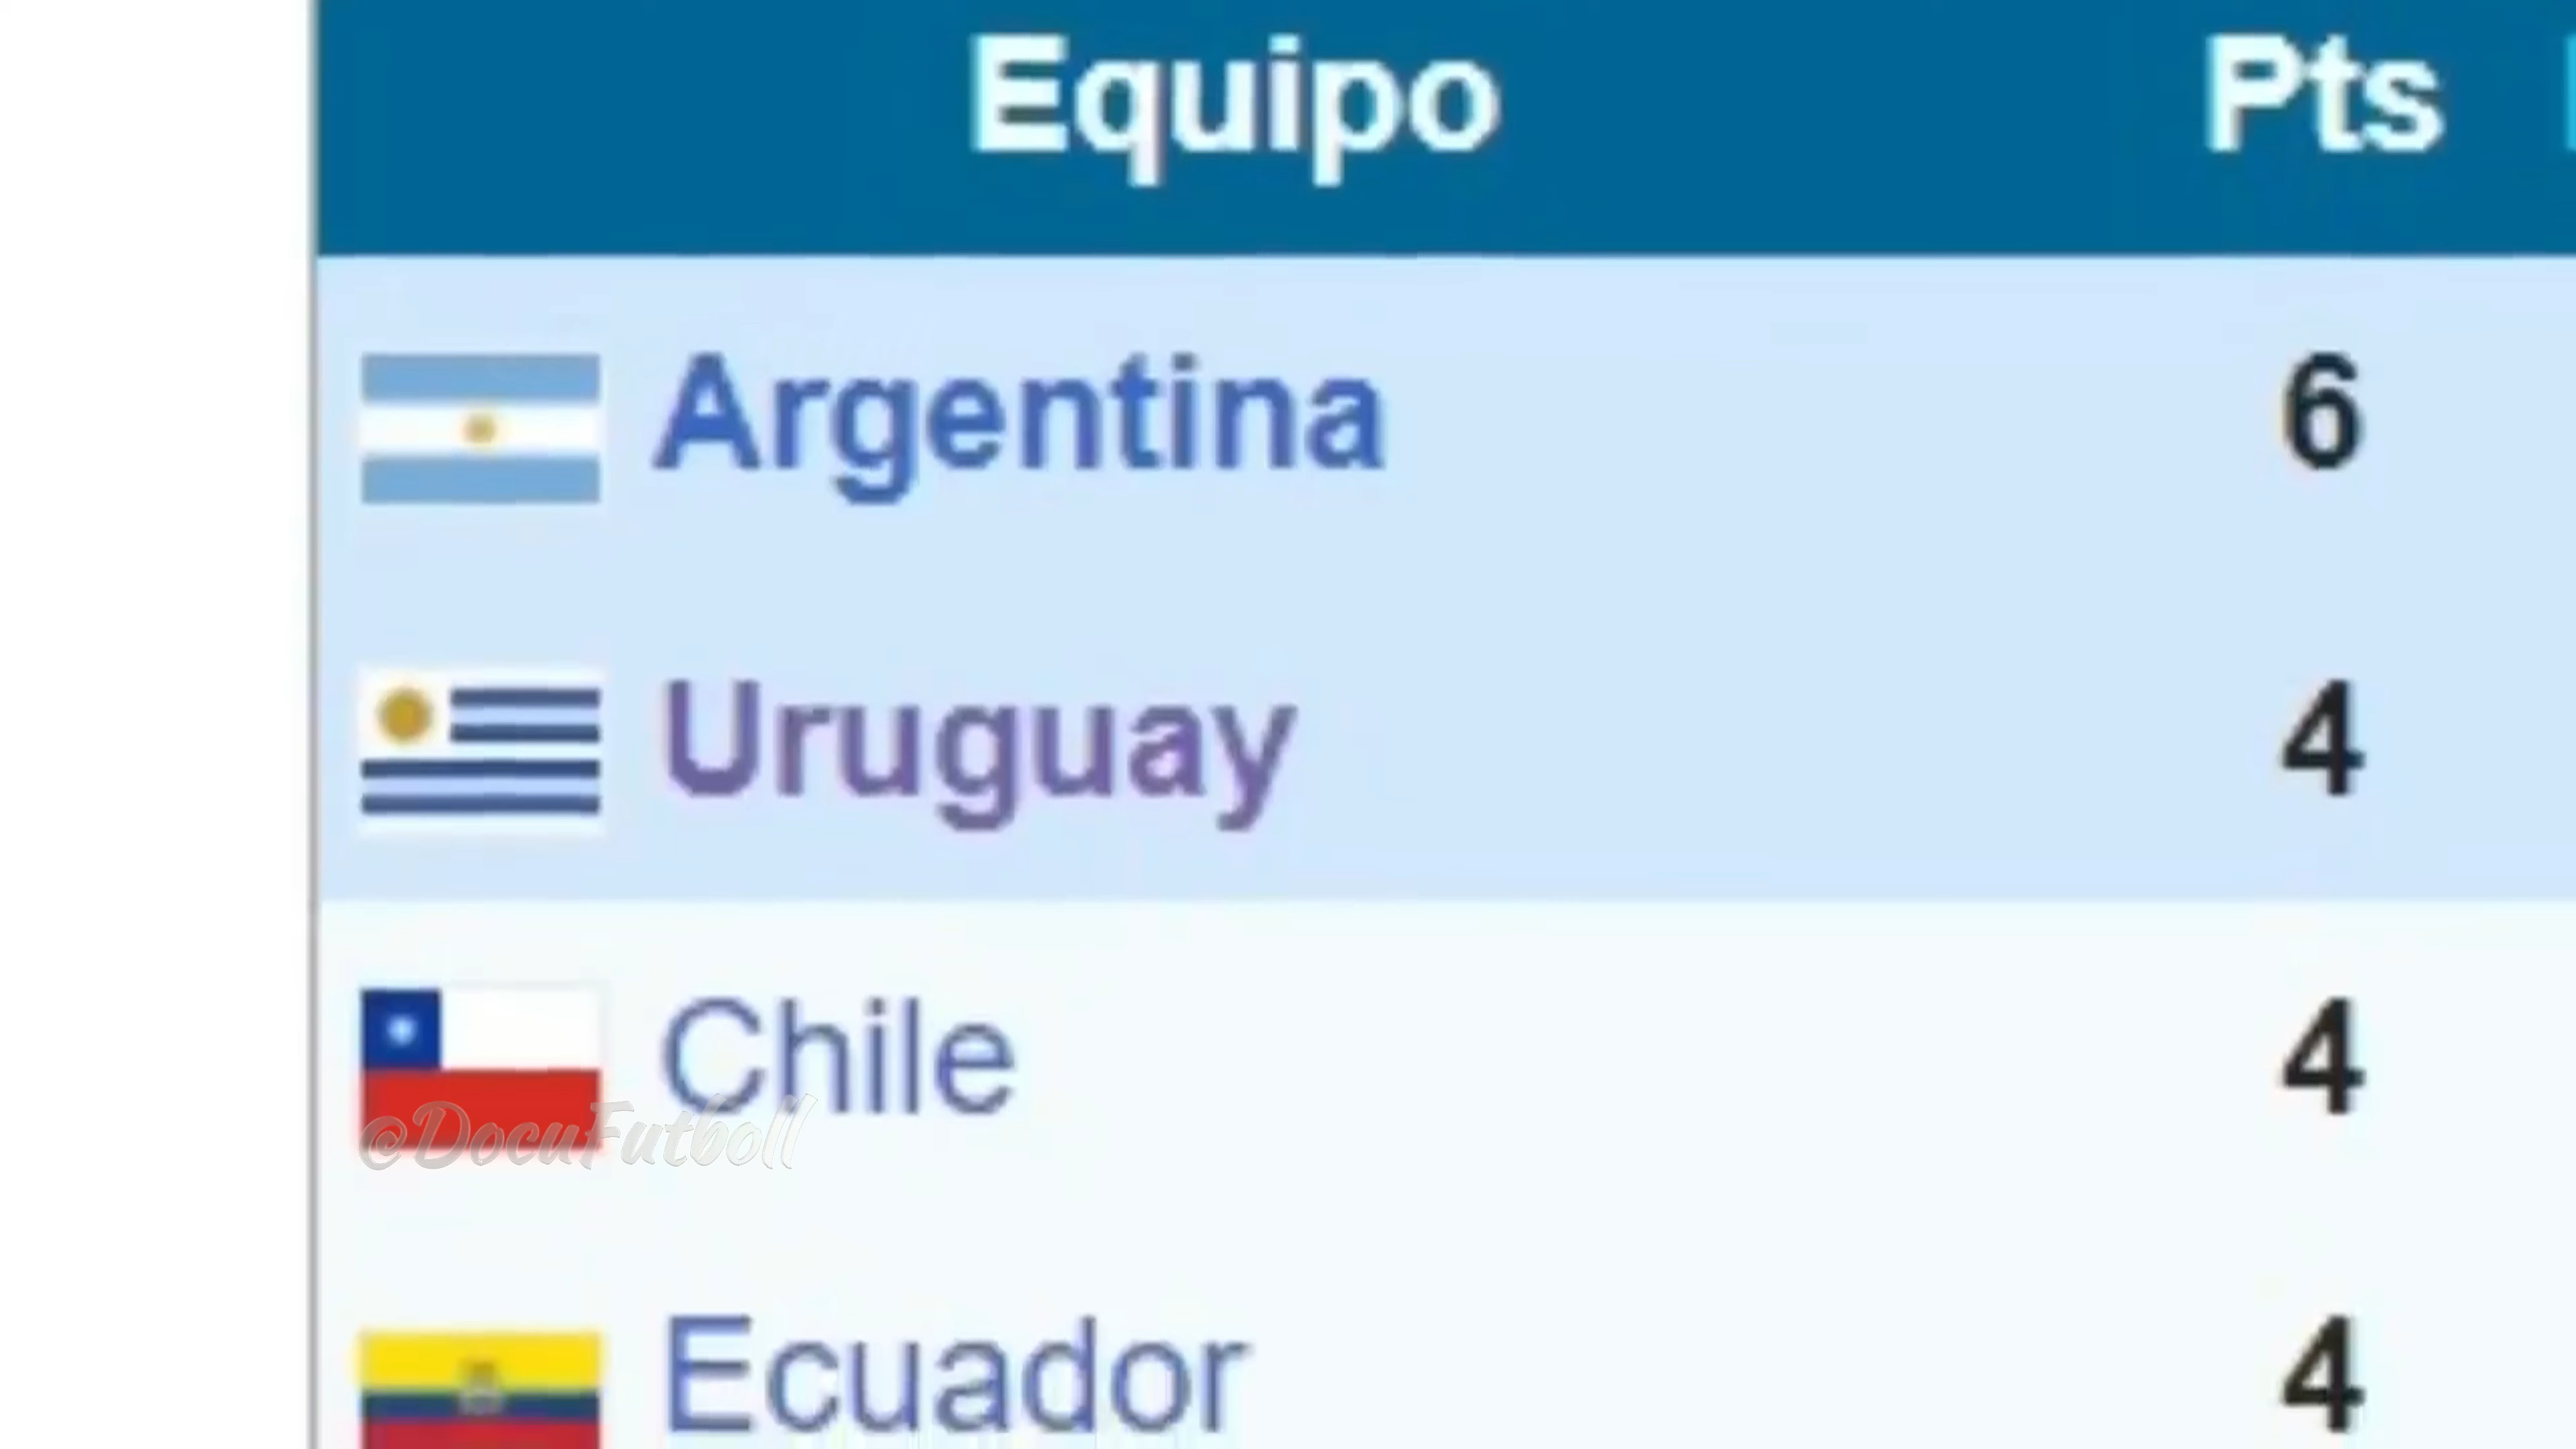 Equipo Pts
Argentina 6
Uruguay 4
Chile 4
@DocuFutboll
Ecuador 4